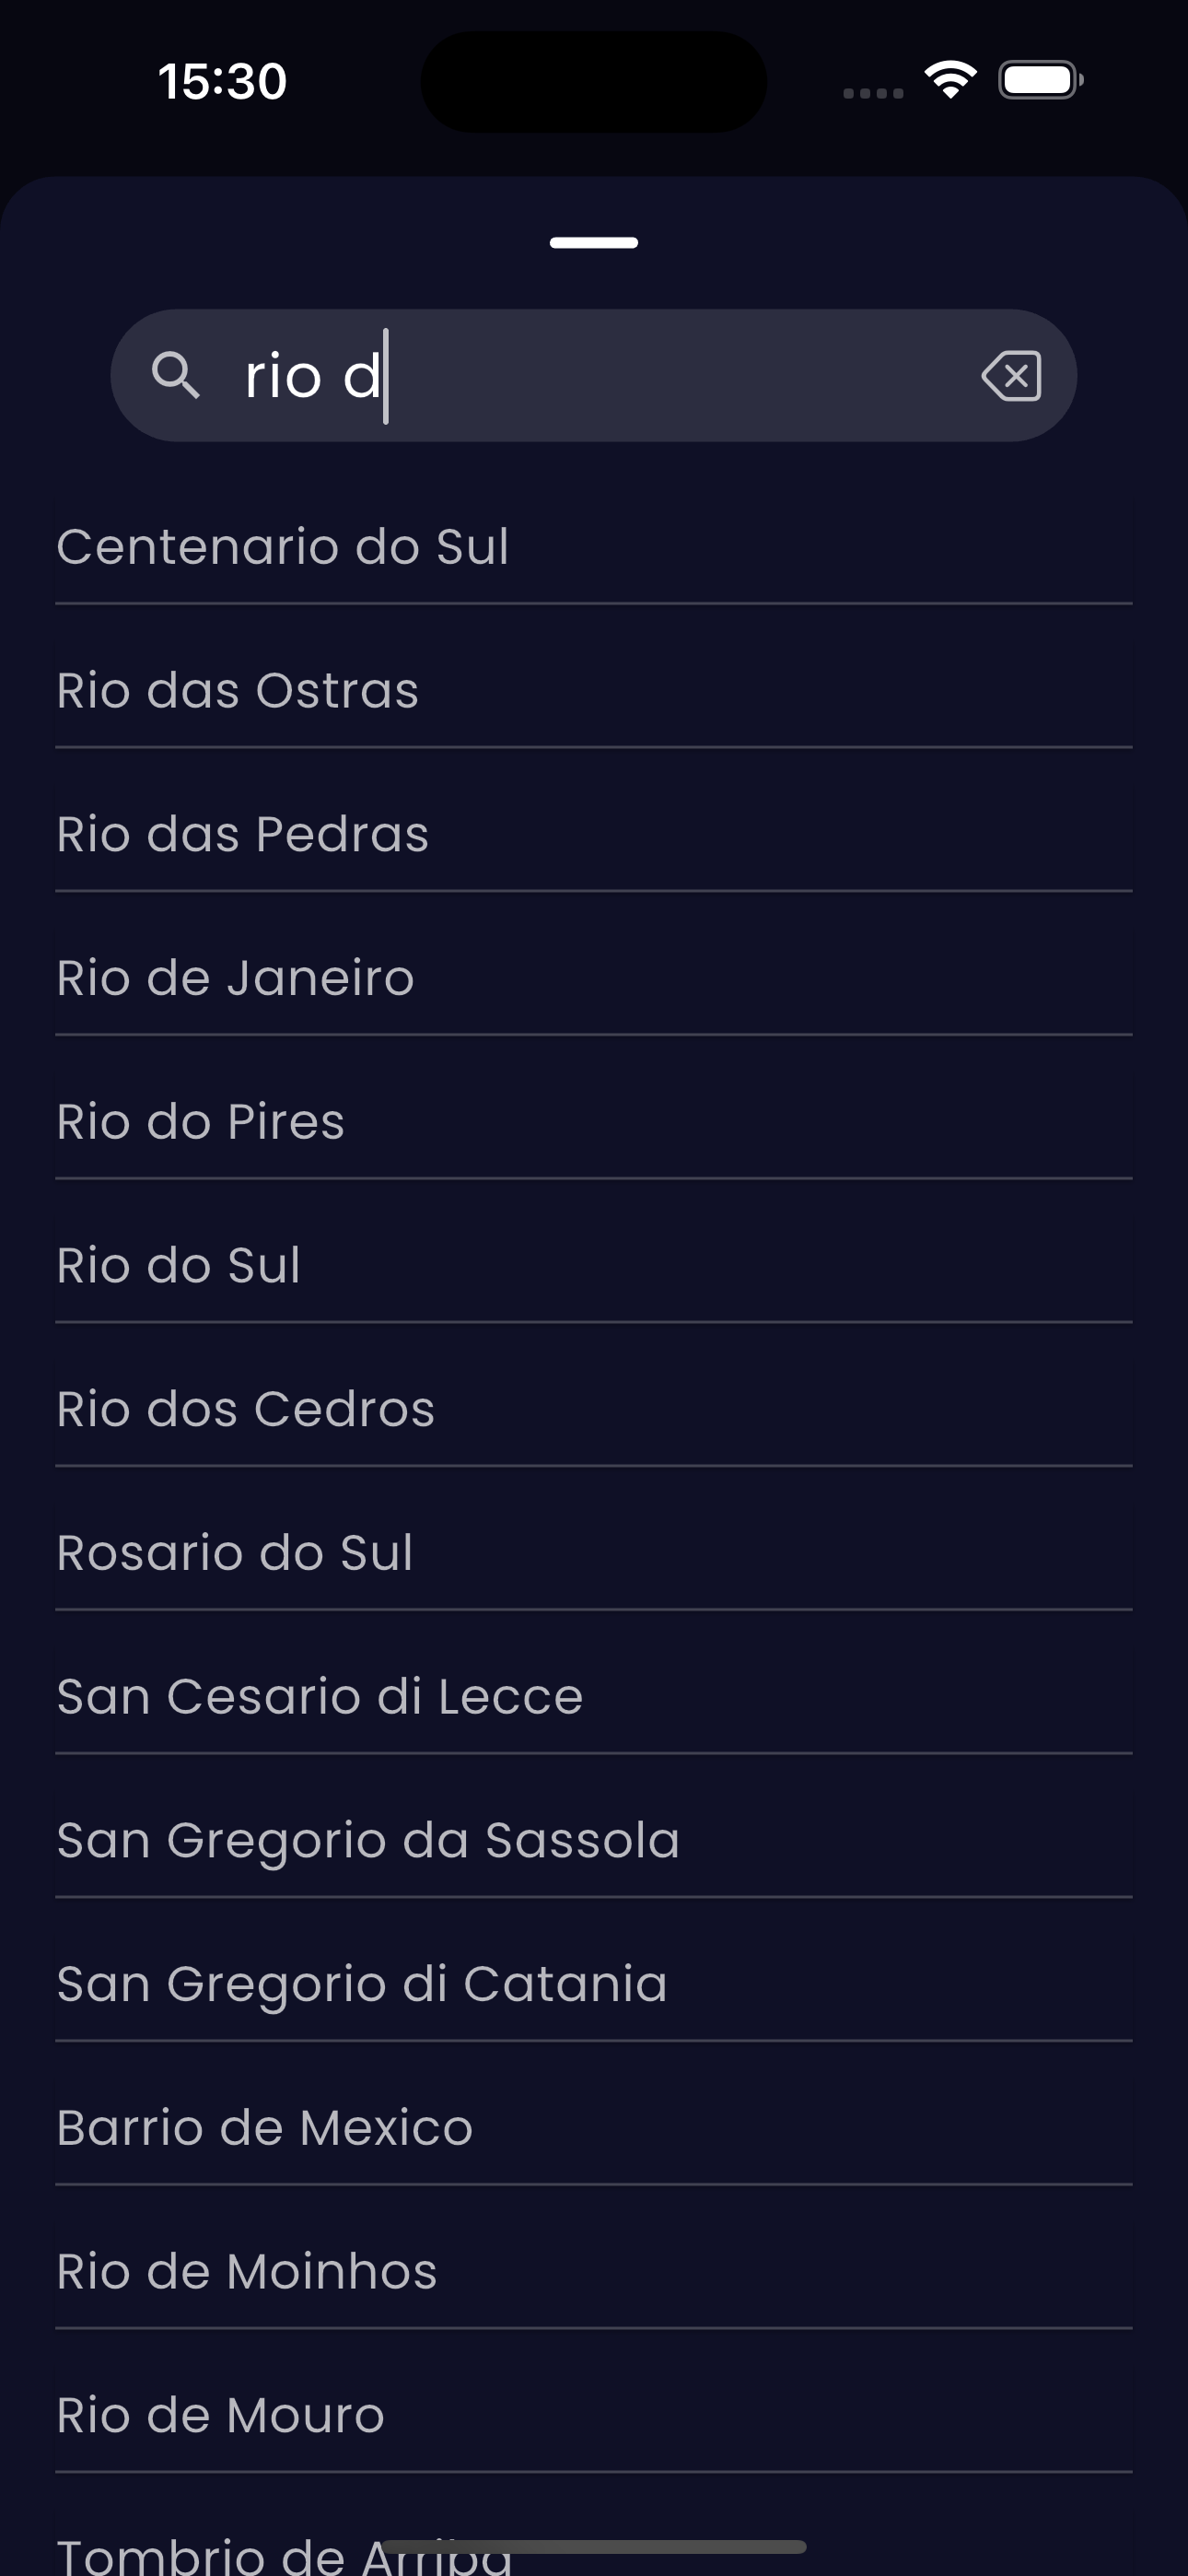 15:30
rio d
Centenario do Sul
Rio das Ostras
Rio das Pedras
Rio de Janeiro
Rio do Pires
Rio do Sul
Rio dos Cedros
Rosario do Sul
San Cesario di Lecce
San Gregorio da Sassola
San Gregorio di Catania
Barrio de Mexico
Rio de Moinhos
Rio de Mouro
Tombrio de Arriba